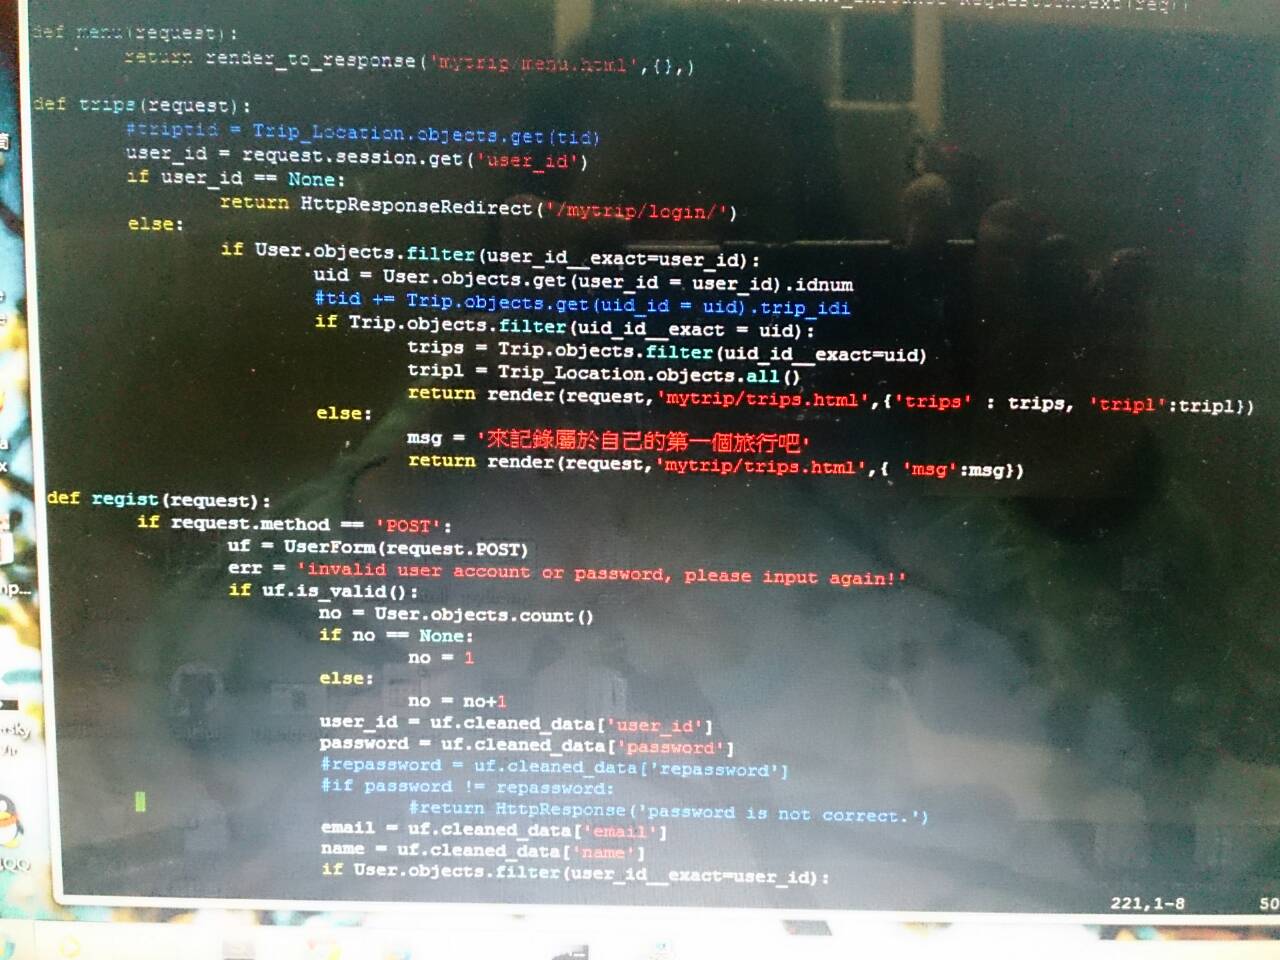 def menu(request):
return render_to_response('mytrip/menu.html',{},)
def trips(request):
#triptid = Trip_Location.objects.get(tid)
user_id = request.session.get('user_id')
if user_id == None:
return HttpResponseRedirect('/mytrip/login/')
else:
if User.objects.filter(user_id__exact=user_id):
uid = User.objects.get(user_id = user_id).idnum
#tid += Trip.objects.get(uid_id = uid).trip_idi
if Trip.objects.filter(uid_id__exact = uid):
trips = Trip.objects.filter(uid_id__exact=uid)
tripl = Trip_Location.objects.all()
return render(request,'mytrip/trips.html',{'trips' : trips, 'tripl':tripl})
else:
msg = '來記錄屬於自己的第一個旅行吧'
return render(request,'mytrip/trips.html',{ 'msg':msg})
def regist(request):
if request.method == 'POST':
uf = UserForm(request.POST)
err = 'invalid user account or password, please input again!'
if uf.is_valid():
no = User.objects.count()
if no == None:
no = 1
else:
no = no+1
user_id = uf.cleaned_data['user_id']
password = uf.cleaned_data['password']
#repassword = uf.cleaned_data['repassword']
#if password != repassword:
#return HttpResponse('password is not correct.')
email = uf.cleaned_data['email']
name = uf.cleaned_data['name']
if User.objects.filter(user_id__exact=user_id):
221,1-8 50
QQ